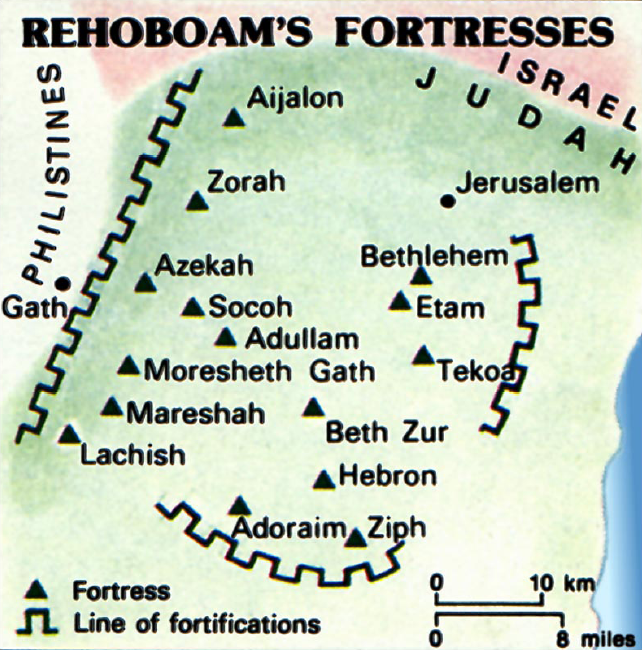 REHOBOAM'S FORTRESSES
ISRAEL
JUDAH
PHILISTINES
Aijalon
Zorah
Jerusalem
Azekah
Bethlehem
Gath
Socoh
Etam
Adullam
Moresheth Gath
Tekoa
Mareshah
Beth Zur
Lachish
Hebron
Adoraim
Ziph
Fortress
Line of fortifications
0 10 km
0 8 miles